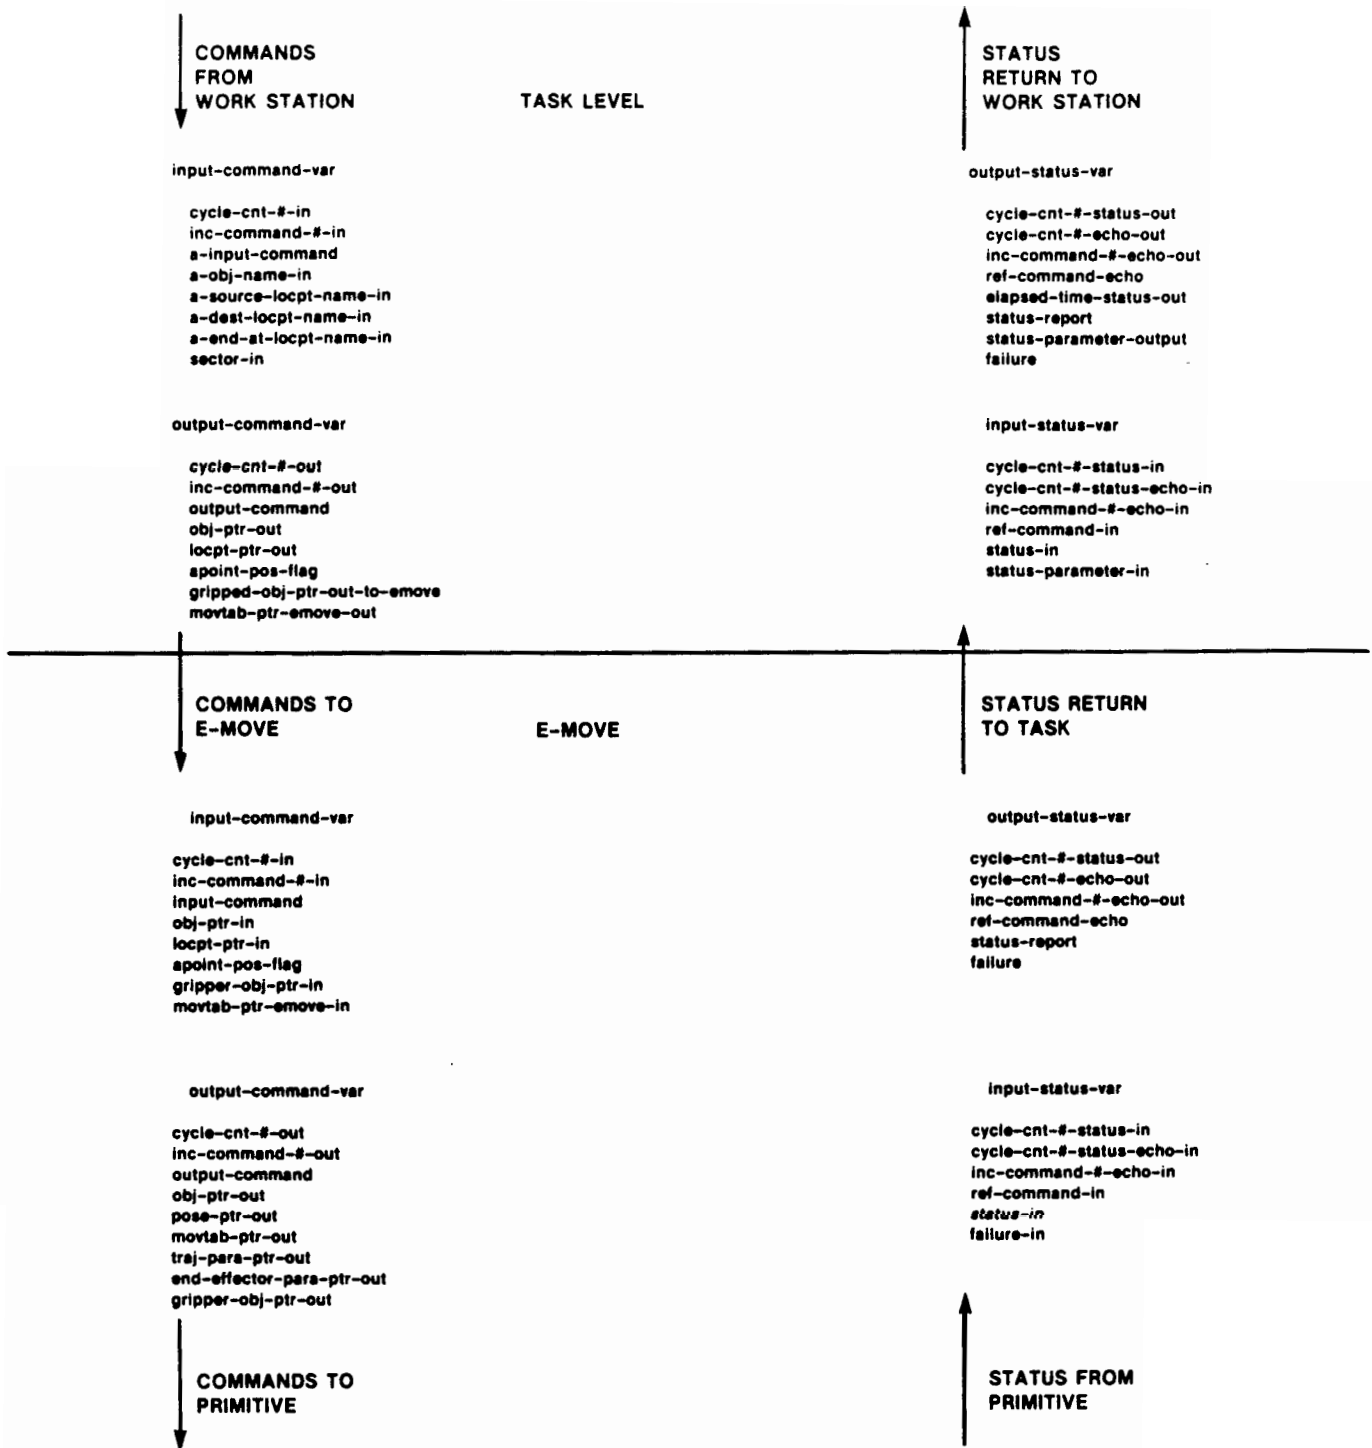 COMMANDS
FROM
WORK STATION
TASK LEVEL
STATUS
RETURN TO
WORK STATION
input-command-var
cycle-cnt-#-in
inc-command-#-in
a-input-command
a-obj-name-in
a-source-locpt-name-in
a-dest-locpt-name-in
a-end-at-locpt-name-in
sector-in
output-status-var
cycle-cnt-#-status-out
cycle-cnt-#-echo-out
inc-command-#-echo-out
ref-command-echo
elapsed-time-status-out
status-report
status-parameter-output
failure
output-command-var
cycle-cnt-#-out
inc-command-#-out
output-command
obj-ptr-out
locpt-ptr-out
apoint-pos-flag
gripped-obj-ptr-out-to-emove
movtab-ptr-emove-out
input-status-var
cycle-cnt-#-status-in
cycle-cnt-#-status-echo-in
inc-command-#-echo-in
ref-command-in
status-in
status-parameter-in
COMMANDS TO
E-MOVE
E-MOVE
STATUS RETURN
TO TASK
input-command-var
cycle-cnt-#-in
inc-command-#-in
input-command
obj-ptr-in
locpt-ptr-in
apoint-pos-flag
gripper-obj-ptr-in
movtab-ptr-emove-in
output-status-var
cycle-cnt-#-status-out
cycle-cnt-#-echo-out
inc-command-#-echo-out
ref-command-echo
status-report
failure
output-command-var
cycle-cnt-#-out
inc-command-#-out
output-command
obj-ptr-out
pose-ptr-out
movtab-ptr-out
traj-para-ptr-out
end-effector-para-ptr-out
gripper-obj-ptr-out
input-status-var
cycle-cnt-#-status-in
cycle-cnt-#-status-echo-in
inc-command-#-echo-in
ref-command-in
status-in
failure-in
COMMANDS TO
PRIMITIVE
STATUS FROM
PRIMITIVE